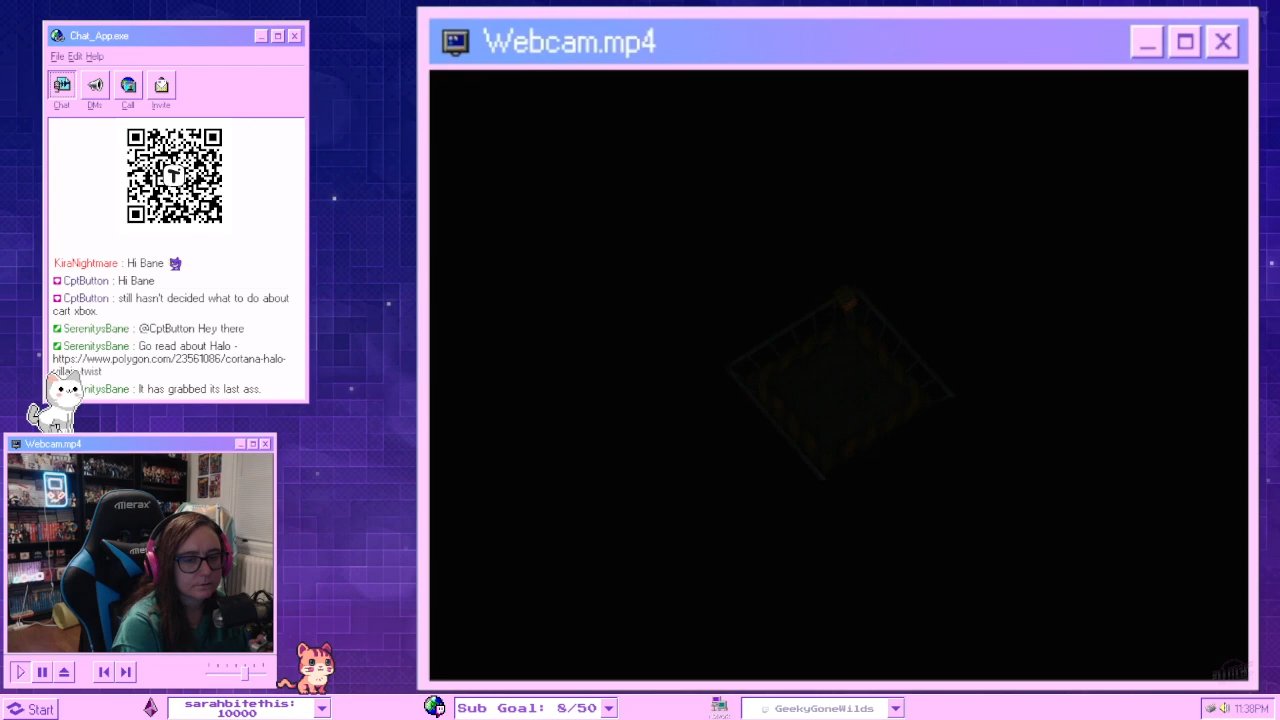 Chat_App.exe
File Edit Help
Chat DMs Call Invite
KiraNightmare : Hi Bane
CptButton : Hi Bane
CptButton : still hasn't decided what to do about
cart xbox.
SerenitysBane : @CptButton Hey there
SerenitysBane : Go read about Halo -
https://www.polygon.com/23561086/cortana-halo-
villain-twist
nitysBane : It has grabbed its last ass.
Webcam.mp4
merax
Webcam.mp4
Start
sarahbitethis:
10000
Sub Goal: 8/50
GeekyGoneWilds
11:38PM